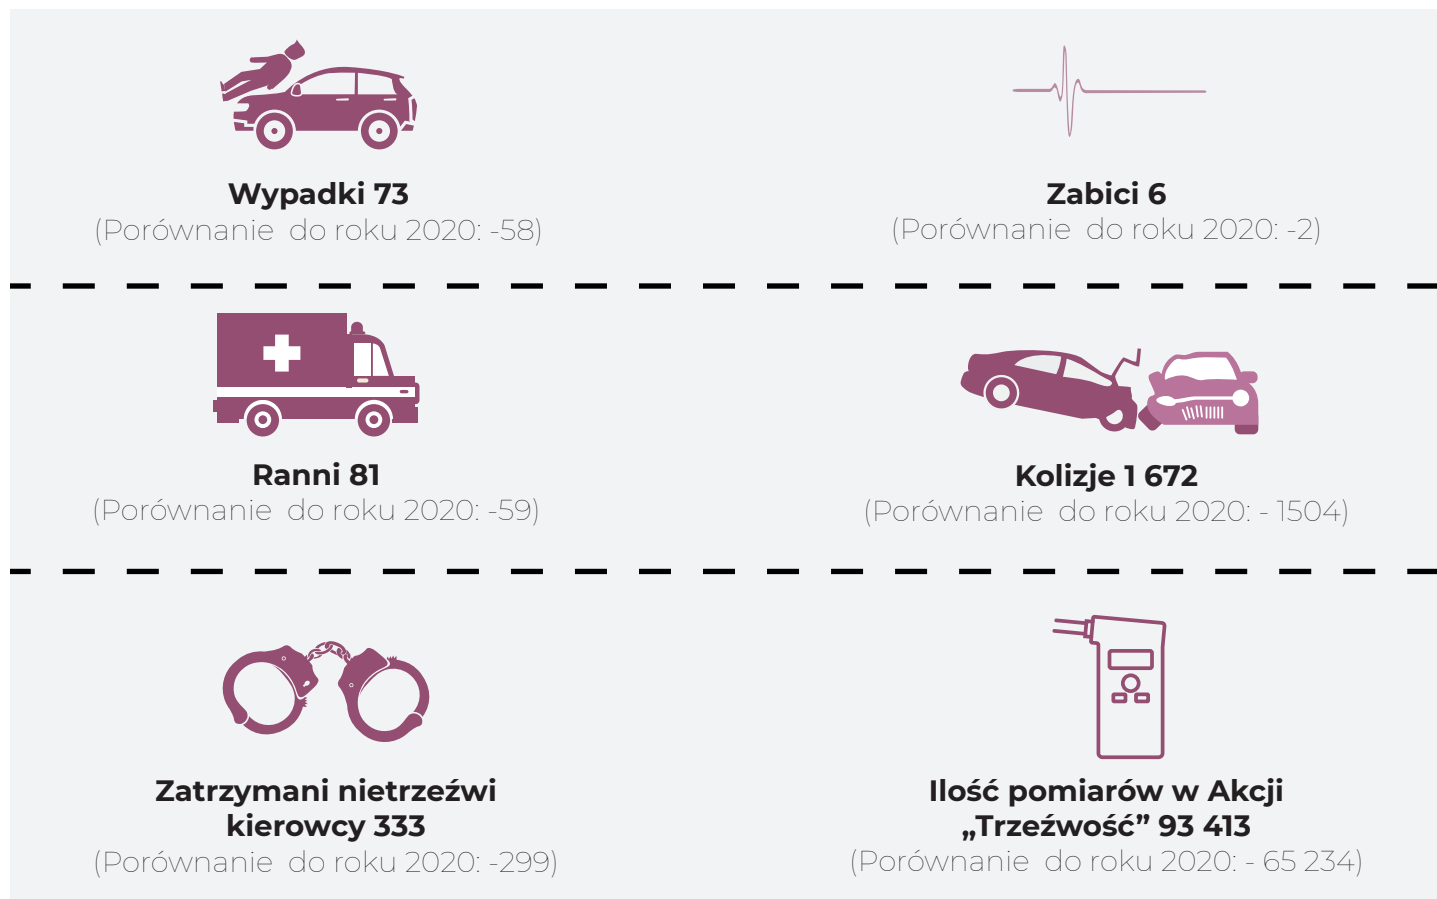 Wypadki 73
(Porównanie do roku 2020: -58)
Zabici 6
(Porównanie do roku 2020: -2)
Ranni 81
(Porównanie do roku 2020: -59)
Kolizje 1 672
(Porównanie do roku 2020: - 1504)
Zatrzymani nietrzeźwi
kierowcy 333
(Porównanie do roku 2020: -299)
Ilość pomiarów w Akcji
„Trzeźwość” 93 413
(Porównanie do roku 2020: - 65 234)